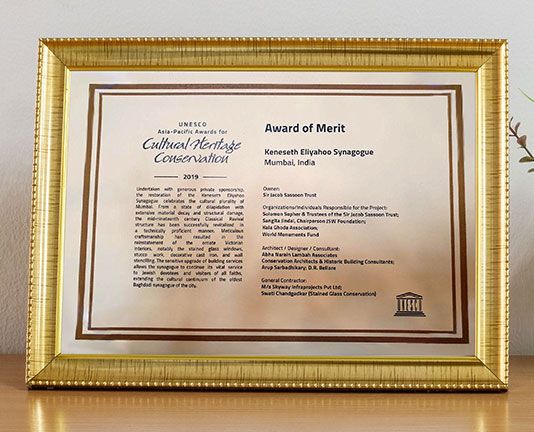 UNESCO
Asia-Pacific Awards for
Cultural Heritage
Conservation
2019
Undertaken with generous private sponsorship,
the restoration of the Keneseth Eliyahoo
Synagogue celebrates the cultural plurality of
Mumbai. From a state of dilapidation with
extensive material decay and structural damage,
the mid-nineteenth century Classical Revival
structure has been successfully revitalised in
a technically proficient manner. Meticulous
craftsmanship has resulted in the
reinstatement of the ornate Victorian
interiors, notably the stained glass windows,
stucco work, decorative cast iron, and wall
stencilling. The sensitive upgrade of building services
allows the synagogue to continue its vital service
to Jewish devotees and visitors of all faiths,
extending the cultural continuum of the oldest
Baghdadi synagogue of the city.
Award of Merit
Keneseth Eliyahoo Synagogue
Mumbai, India
Owner:
Sir Jacob Sassoon Trust
Organizations/Individuals Responsible for the Project:
Solomon Sopher & Trustees of the Sir Jacob Sassoon Trust;
Sangita Jindal, Chairperson JSW Foundation;
Kala Ghoda Association;
World Monuments Fund
Architect / Designer / Consultant:
Abha Narain Lambah Associates
Conservation Architects & Historic Building Consultants;
Arup Sarbadhikary; D.R. Bellare
General Contractor:
M/s Skyway Infraprojects Pvt Ltd;
Swati Chandgadkar (Stained Glass Conservation)
UNESCO